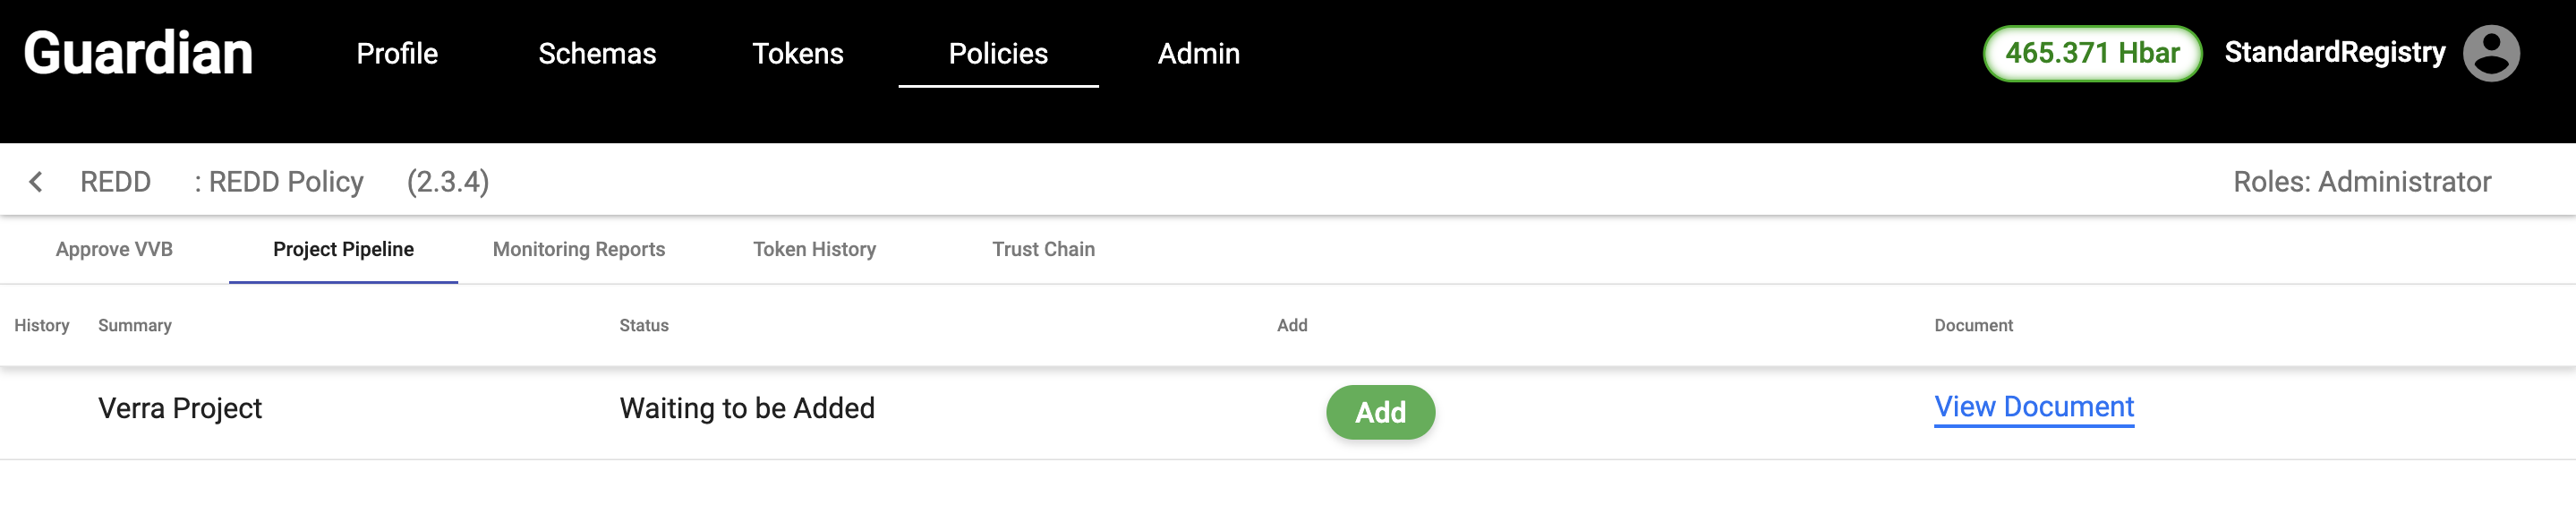 Guardian Profile Schemas Tokens Policies Admin 465.371 Hbar StandardRegistry
REDD : REDD Policy (2.3.4) Roles: Administrator
Approve VVB Project Pipeline Monitoring Reports Token History Trust Chain
History Summary Status Add Document
Verra Project Waiting to be Added Add View Document